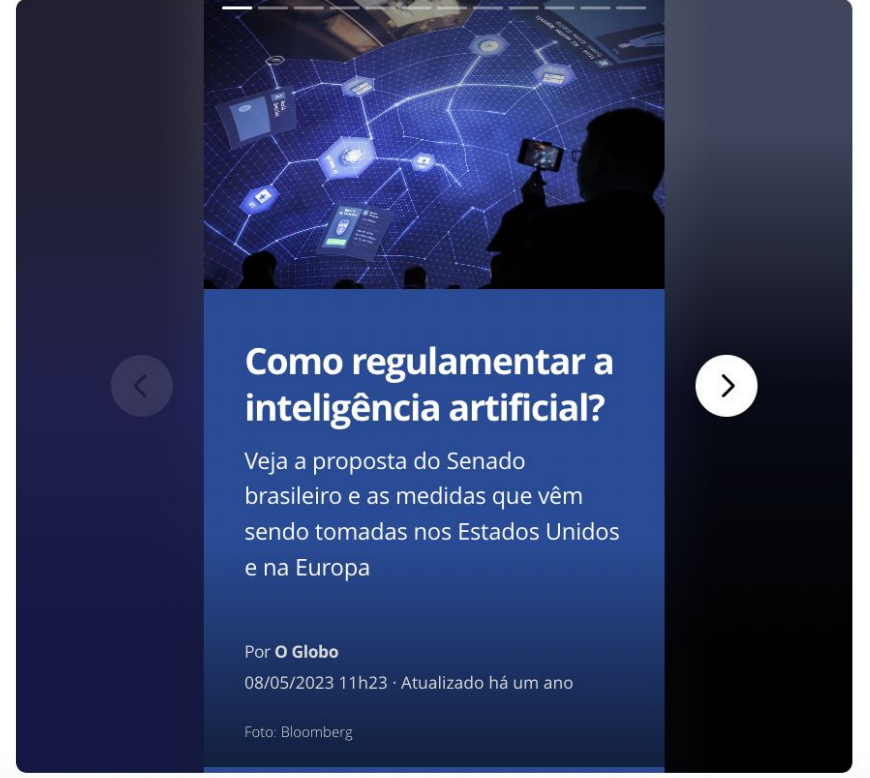 Como regulamentar a
inteligência artificial?
Veja a proposta do Senado
brasileiro e as medidas que vêm
sendo tomadas nos Estados Unidos
e na Europa
Por O Globo
08/05/2023 11h23 · Atualizado há um ano
Foto: Bloomberg